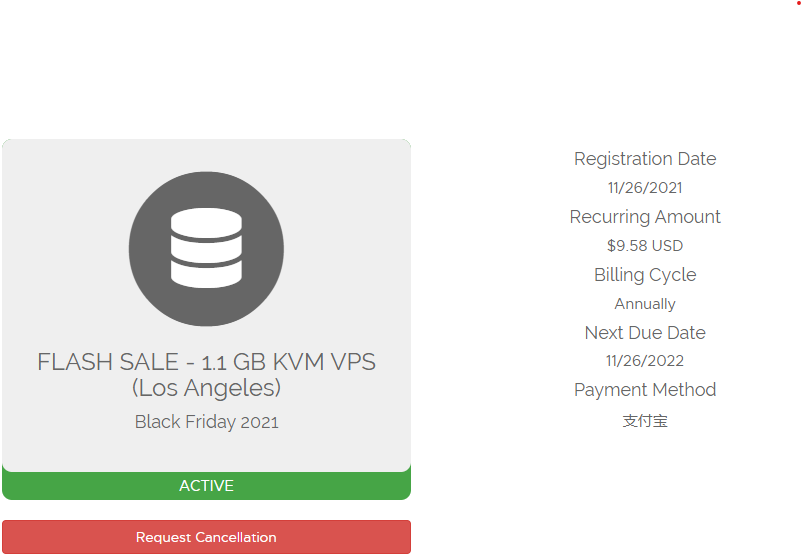 FLASH SALE - 1.1 GB KVM VPS
(Los Angeles)
Black Friday 2021
ACTIVE
Request Cancellation
Registration Date
11/26/2021
Recurring Amount
$9.58 USD
Billing Cycle
Annually
Next Due Date
11/26/2022
Payment Method
支付宝